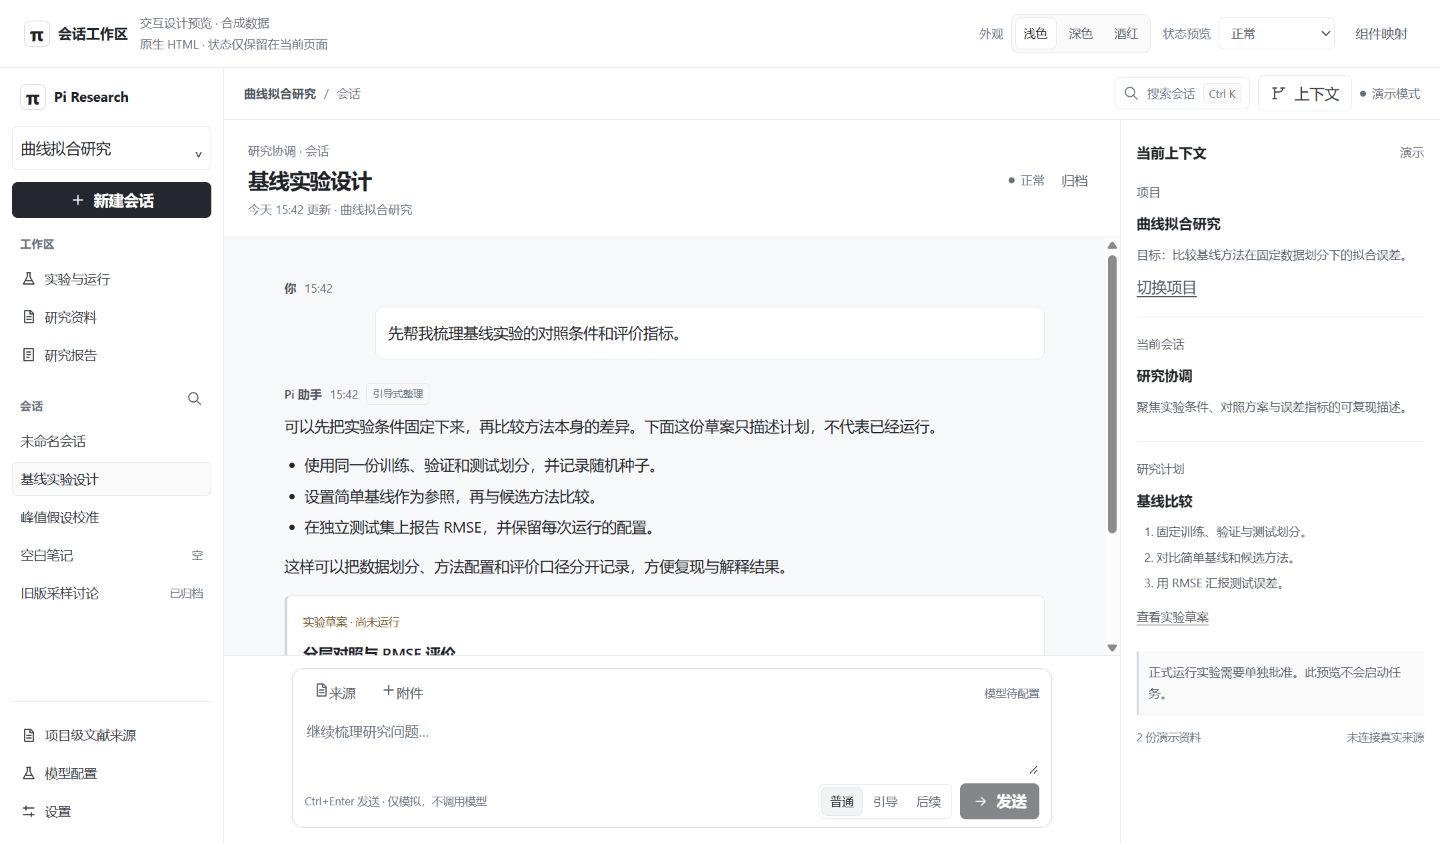 π
会话工作区
交互设计预览 · 合成数据
原生 HTML · 状态仅保留在当前页面
外观
浅色
深色
酒红
状态预览
正常
组件映射
π
Pi Research
曲线拟合研究
+ 新建会话
工作区
实验与运行
研究资料
研究报告
会话
未命名会话
基线实验设计
峰值假设校准
空白笔记
空
旧版采样讨论
已归档
项目级文献来源
模型配置
设置
曲线拟合研究 / 会话
搜索会话 Ctrl K
上下文
演示模式
研究协调 · 会话
基线实验设计
今天 15:42 更新 · 曲线拟合研究
正常
归档
你 15:42
先帮我梳理基线实验的对照条件和评价指标。
Pi 助手 15:42 引导式整理
可以先把实验条件固定下来，再比较方法本身的差异。下面这份草案只描述计划，不代表已经运行。
• 使用同一份训练、验证和测试划分，并记录随机种子。
• 设置简单基线作为参照，再与候选方法比较。
• 在独立测试集上报告 RMSE，并保留每次运行的配置。
这样可以把数据划分、方法配置和评价口径分开记录，方便复现与解释结果。
实验草案 · 尚未运行
分层对照与 RMSE 评价
来源
+附件
模型待配置
继续梳理研究问题...
Ctrl+Enter 发送 · 仅模拟，不调用模型
普通
引导
后续
→ 发送
当前上下文
演示
项目
曲线拟合研究
目标：比较基线方法在固定数据划分下的拟合误差。
切换项目
当前会话
研究协调
聚焦实验条件、对照方案与误差指标的可复现描述。
研究计划
基线比较
1. 固定训练、验证与测试划分。
2. 对比简单基线和候选方法。
3. 用 RMSE 汇报测试误差。
查看实验草案
正式运行实验需要单独批准。此预览不会启动任
务。
2 份演示资料
未连接真实来源